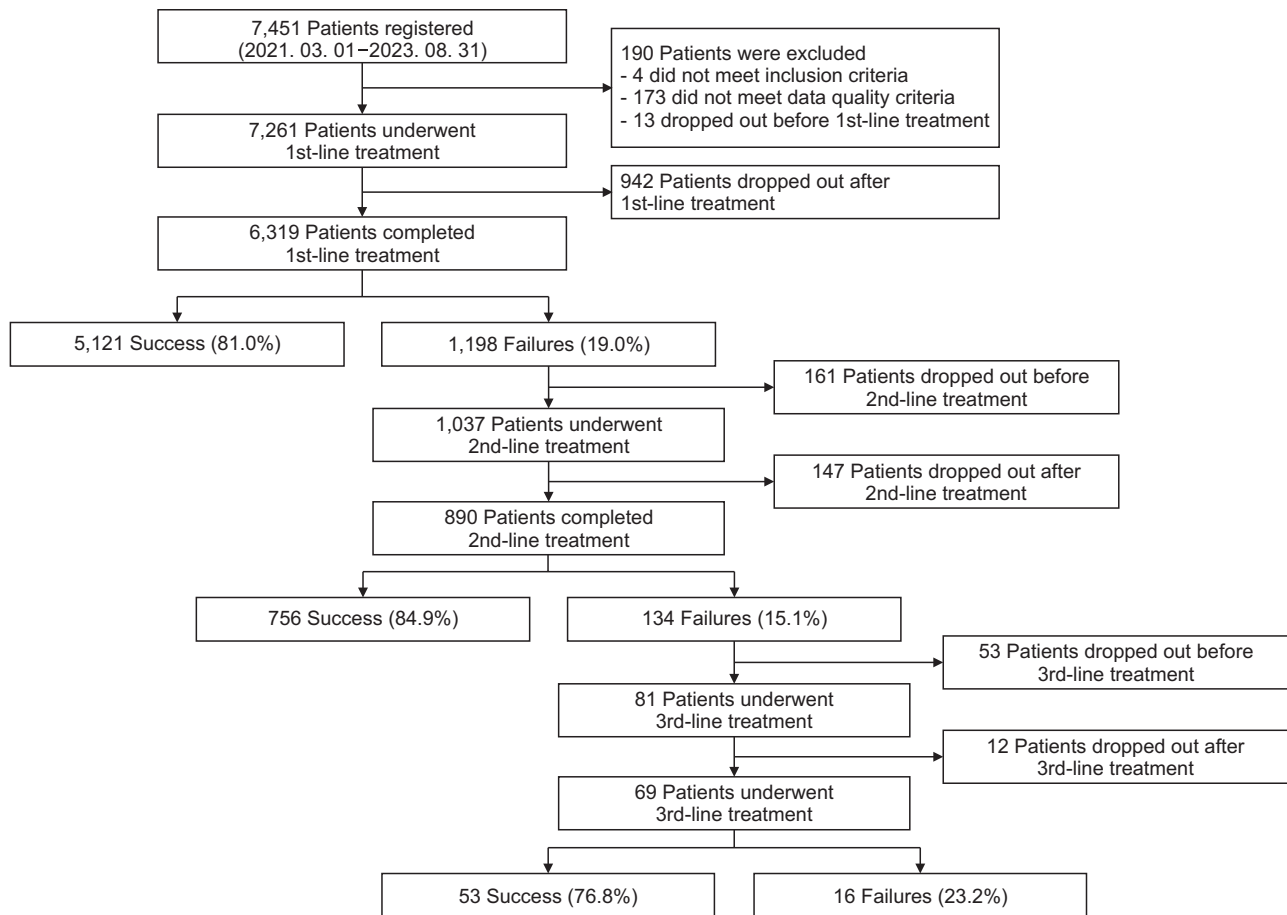 7,451 Patients registered
(2021. 03. 01−2023. 08. 31)
190 Patients were excluded
- 4 did not meet inclusion criteria
- 173 did not meet data quality criteria
- 13 dropped out before 1st-line treatment
7,261 Patients underwent
1st-line treatment
942 Patients dropped out after
1st-line treatment
6,319 Patients completed
1st-line treatment
5,121 Success (81.0%)
1,198 Failures (19.0%)
161 Patients dropped out before
2nd-line treatment
1,037 Patients underwent
2nd-line treatment
147 Patients dropped out after
2nd-line treatment
890 Patients completed
2nd-line treatment
756 Success (84.9%)
134 Failures (15.1%)
53 Patients dropped out before
3rd-line treatment
81 Patients underwent
3rd-line treatment
12 Patients dropped out after
3rd-line treatment
69 Patients underwent
3rd-line treatment
53 Success (76.8%)
16 Failures (23.2%)